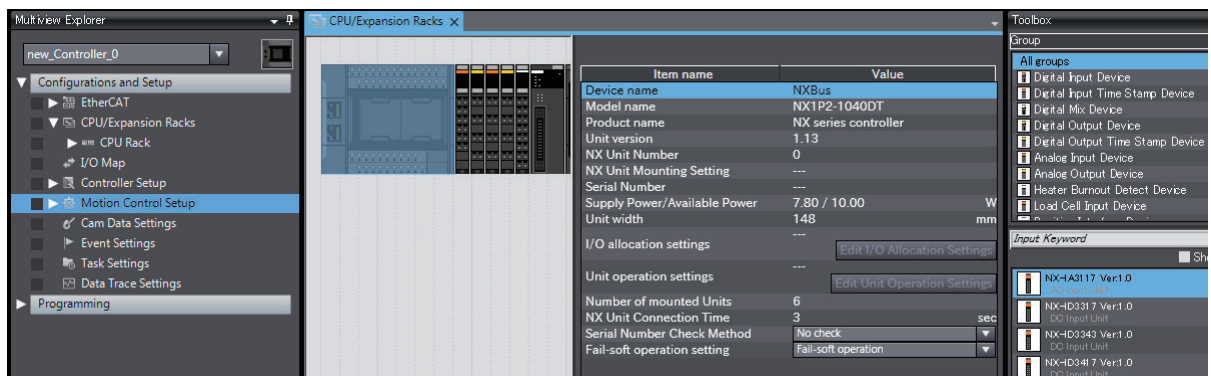 Multiview Explorer
new_Controller_0
Configurations and Setup
EtherCAT
CPU/Expansion Racks
CPU Rack
I/O Map
Controller Setup
Motion Control Setup
Cam Data Settings
Event Settings
Task Settings
Data Trace Settings
Programming
CPU/Expansion Racks
Item name Value
Device name NXBus
Model name NX1P2-1040DT
Product name NX series controller
Unit version 1.13
NX Unit Number 0
NX Unit Mounting Setting ---
Serial Number ---
Supply Power/Available Power 7.80 / 10.00 W
Unit width 148 mm
I/O allocation settings ---
Edit I/O Allocation Settings
Unit operation settings ---
Edit Unit Operation Settings
Number of mounted Units 6
NX Unit Connection Time 3 sec
Serial Number Check Method No check
Fail-soft operation setting Fail-soft operation
Toolbox
Group
All groups
Digital Input Device
Digital Input Time Stamp Device
Digital Mix Device
Digital Output Device
Digital Output Time Stamp Device
Analog Input Device
Analog Output Device
Heater Burnout Detect Device
Load Cell Input Device
Input Keyword
Sh
NX-IA3117 Ver.1.0
AC Input Unit
NX-ID3317 Ver.1.0
DC Input Unit
NX-ID3343 Ver.1.0
DC Input Unit
NX-ID3417 Ver.1.0
DC Input Unit